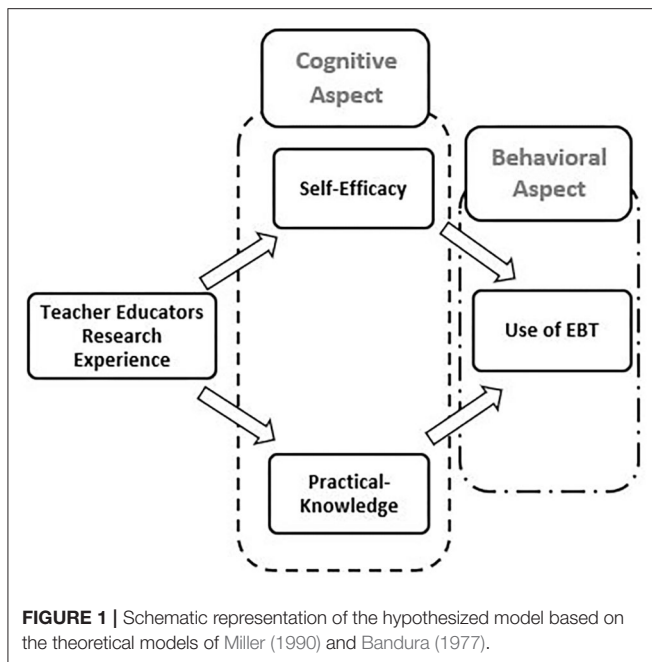 Cognitive
Aspect
Behavioral
Aspect
Self-Efficacy
Teacher Educators
Research
Experience
Use of EBT
Practical-
Knowledge
FIGURE 1 | Schematic representation of the hypothesized model based on
the theoretical models of Miller (1990) and Bandura (1977).